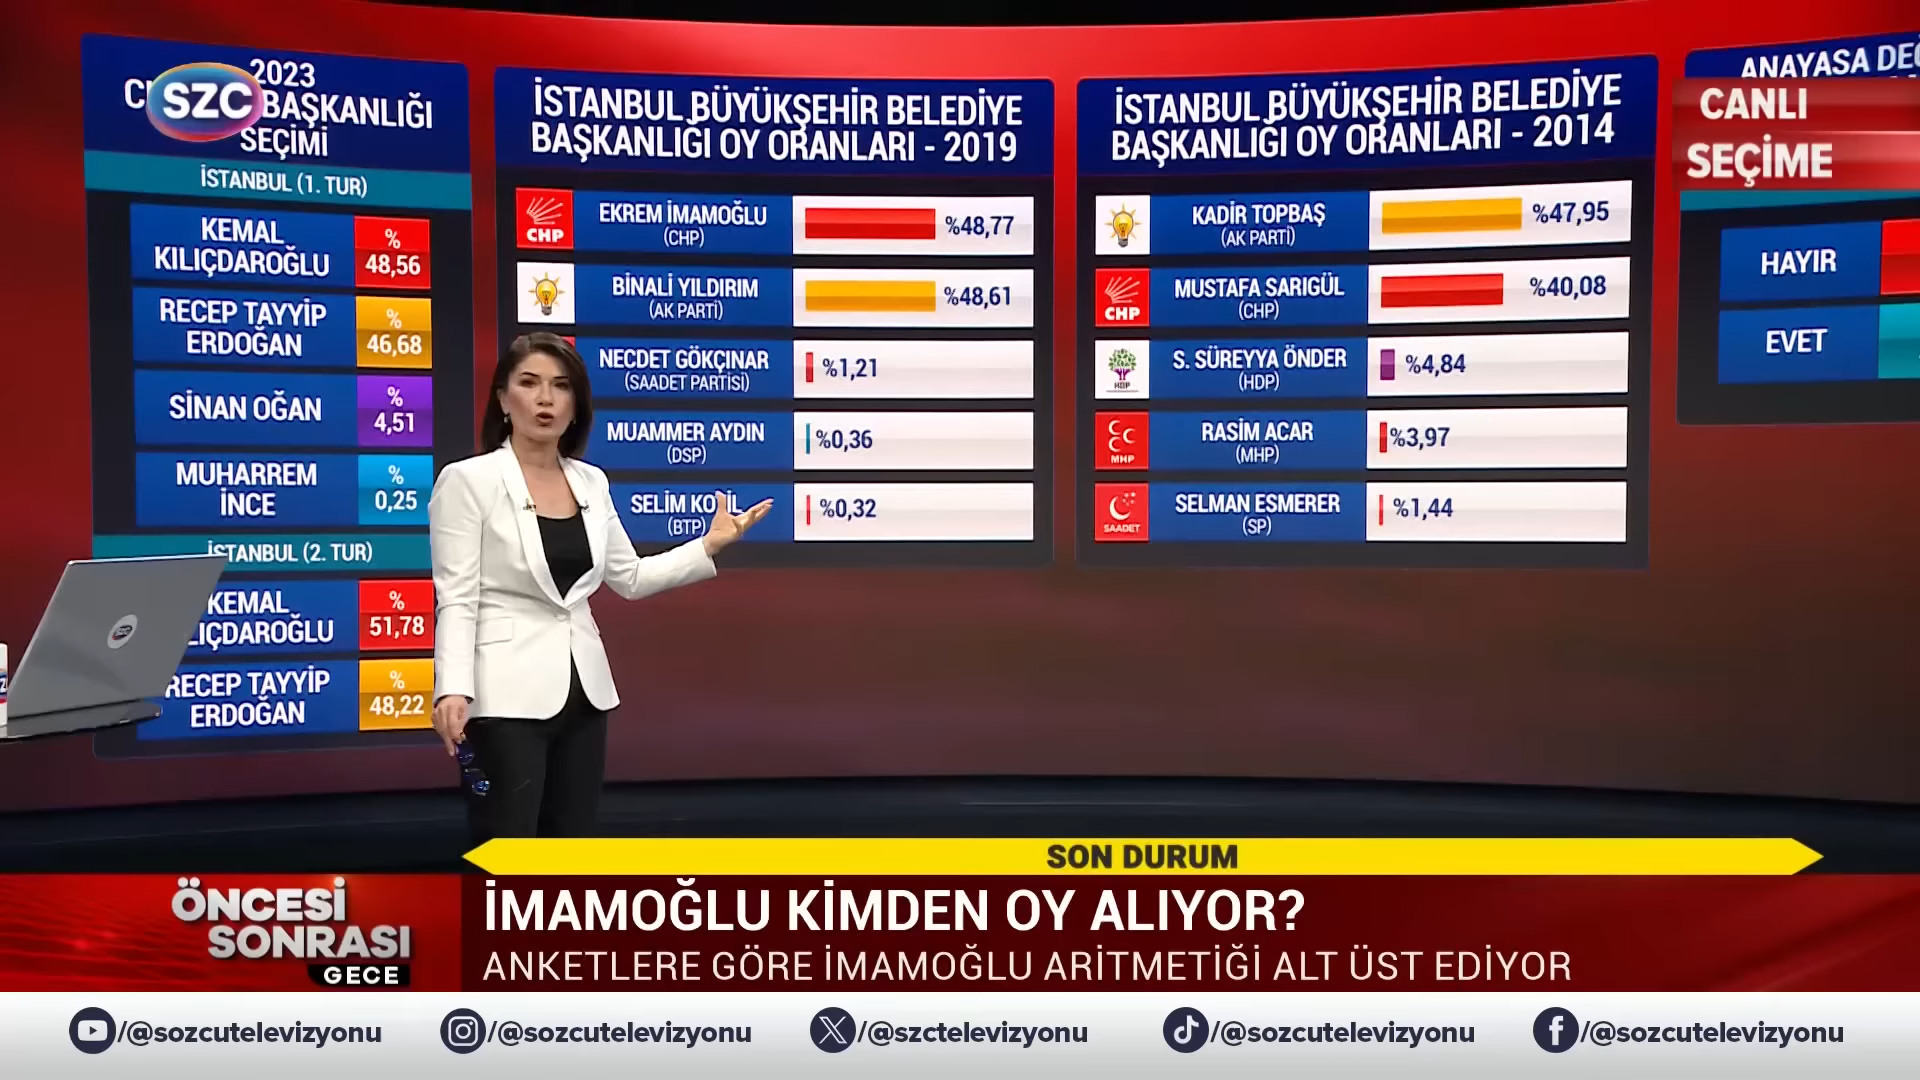 2023
BAŞKANLIĞI
SEÇİMİ
SZC
İSTANBUL (1. TUR)
KEMAL
KILIÇDAROĞLU
%
48,56
RECEP TAYYİP
ERDOĞAN
%
46,68
SİNAN OĞAN
%
4,51
MUHARREM
İNCE
%
0,25
İSTANBUL (2. TUR)
KEMAL
%
51,78
RECEP TAYYİP
ERDOĞAN
%
48,22
İSTANBUL BÜYÜKŞEHİR BELEDİYE
BAŞKANLIĞI OY ORANLARI - 2019
CHP
EKREM İMAMOĞLU
(CHP)
%48,77
BİNALİ YILDIRIM
(AK PARTİ)
%48,61
NECDET GÖKÇINAR
(SAADET PARTİSİ)
%1,21
MUAMMER AYDIN
(DSP)
%0,36
SELİM
(BTP)
%0,32
İSTANBUL BÜYÜKŞEHİR BELEDİYE
BAŞKANLIĞI OY ORANLARI - 2014
KADİR TOPBAŞ
(AK PARTİ)
%47,95
CHP
MUSTAFA SARIGÜL
(CHP)
%40,08
HDP
S. SÜREYYA ÖNDER
(HDP)
%4,84
MHP
RASİM ACAR
(MHP)
%3,97
SAADET
SELMAN ESMERER
(SP)
%1,44
ANAYASA
CANLI
SEÇİME
HAYIR
EVET
SZC
SON DURUM
ÖNCESİ
SONRASI
GECE
İMAMOĞLU KİMDEN OY ALIYOR?
ANKETLERE GÖRE İMAMOĞLU ARİTMETİĞİ ALT ÜST EDİYOR
/@sozcutelevizyonu
/@sozcutelevizyonu
/@szctelevizyonu
/@sozcutelevizyonu
/@sozcutelevizyonu